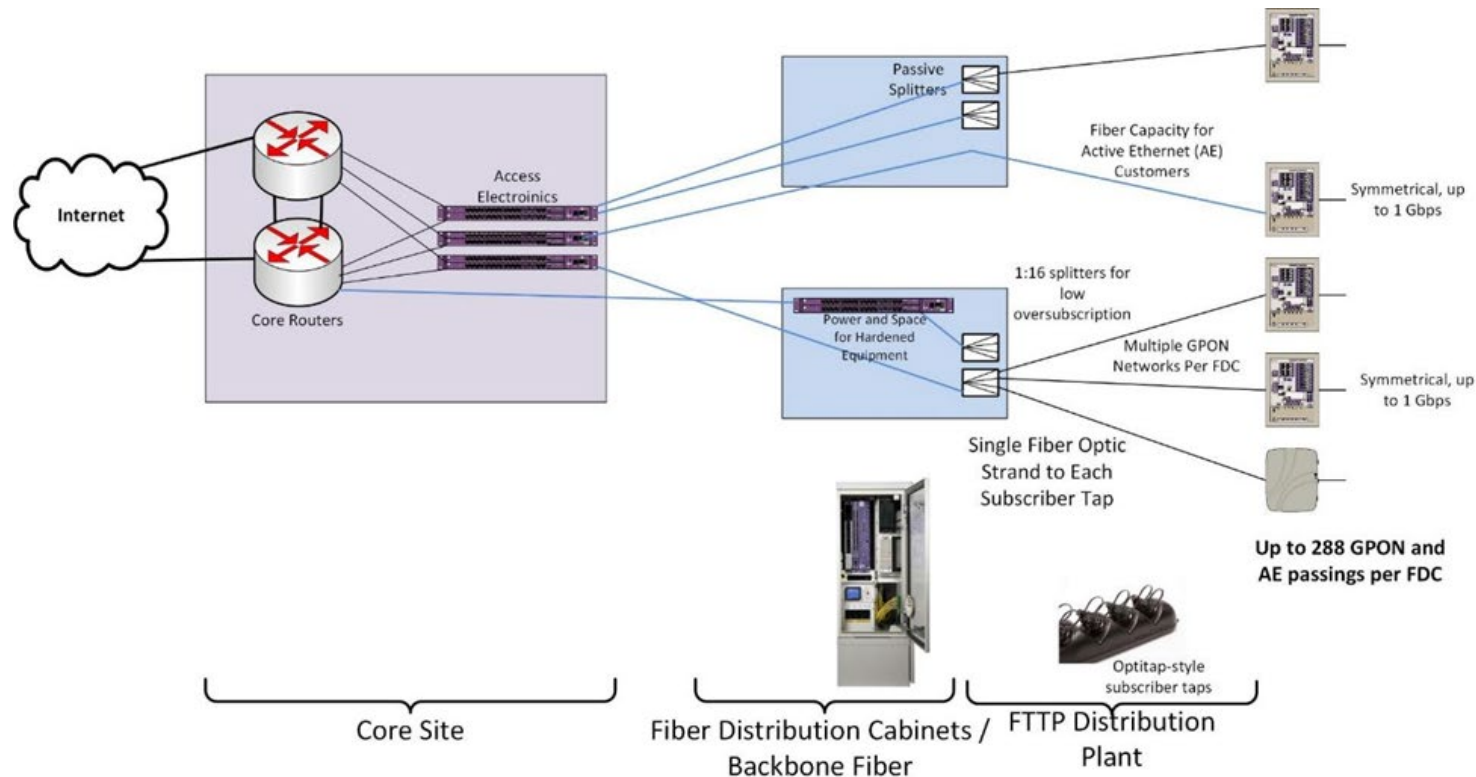 Internet
Core Routers
Access
Electroinics
Passive
Splitters
Fiber Capacity for
Active Ethernet (AE)
Customers
Symmetrical, up
to 1 Gbps
Power and Space
for Hardened
Equipment
1:16 splitters for
low
oversubscription
Multiple GPON
Networks Per FDC
Symmetrical, up
to 1 Gbps
Single Fiber Optic
Strand to Each
Subscriber Tap
Up to 288 GPON and
AE passings per FDC
Optitap-style
subscriber taps
Core Site
Fiber Distribution Cabinets /
Backbone Fiber
FTTP Distribution
Plant